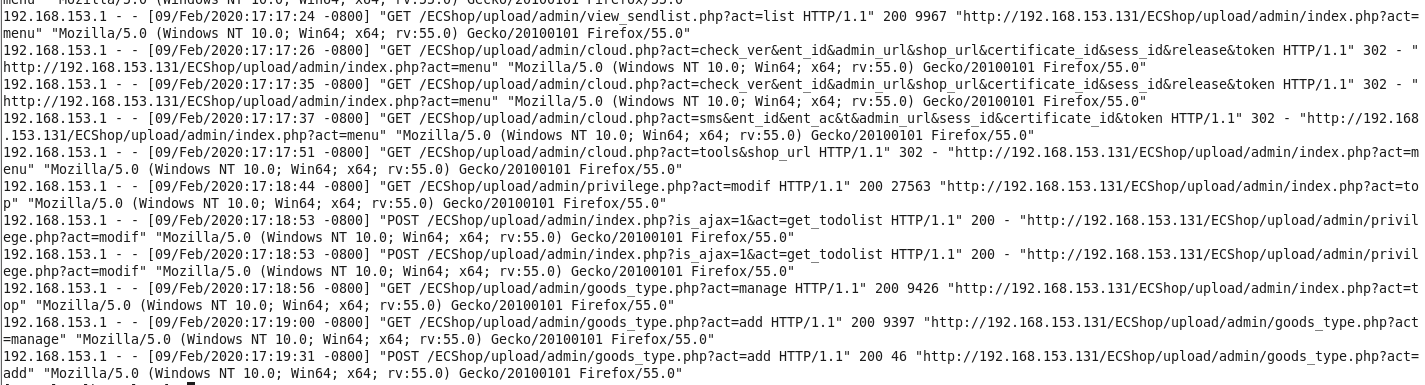 menu" "Mozilla/5.0 (Windows NT 10.0; Win64; x64; rv:55.0) Gecko/20100101 Firefox/55.0"
192.168.153.1 - - [09/Feb/2020:17:17:24 -0800] "GET /ECShop/upload/admin/view_sendlist.php?act=list HTTP/1.1" 200 9967 "http://192.168.153.131/ECShop/upload/admin/index.php?act=
menu" "Mozilla/5.0 (Windows NT 10.0; Win64; x64; rv:55.0) Gecko/20100101 Firefox/55.0"
192.168.153.1 - - [09/Feb/2020:17:17:26 -0800] "GET /ECShop/upload/admin/cloud.php?act=check_ver&ent_id&admin_url&shop_url&certificate_id&sess_id&release&token HTTP/1.1" 302 - "
http://192.168.153.131/ECShop/upload/admin/index.php?act=menu" "Mozilla/5.0 (Windows NT 10.0; Win64; x64; rv:55.0) Gecko/20100101 Firefox/55.0"
192.168.153.1 - - [09/Feb/2020:17:17:35 -0800] "GET /ECShop/upload/admin/cloud.php?act=check_ver&ent_id&admin_url&shop_url&certificate_id&sess_id&release&token HTTP/1.1" 302 - "
http://192.168.153.131/ECShop/upload/admin/index.php?act=menu" "Mozilla/5.0 (Windows NT 10.0; Win64; x64; rv:55.0) Gecko/20100101 Firefox/55.0"
192.168.153.1 - - [09/Feb/2020:17:17:37 -0800] "GET /ECShop/upload/admin/cloud.php?act=sms&ent_id&ent_ac&t&admin_url&sess_id&certificate_id&token HTTP/1.1" 302 - "http://192.168
.153.131/ECShop/upload/admin/index.php?act=menu" "Mozilla/5.0 (Windows NT 10.0; Win64; x64; rv:55.0) Gecko/20100101 Firefox/55.0"
192.168.153.1 - - [09/Feb/2020:17:17:51 -0800] "GET /ECShop/upload/admin/cloud.php?act=tools&shop_url HTTP/1.1" 302 - "http://192.168.153.131/ECShop/upload/admin/index.php?act=m
enu" "Mozilla/5.0 (Windows NT 10.0; Win64; x64; rv:55.0) Gecko/20100101 Firefox/55.0"
192.168.153.1 - - [09/Feb/2020:17:18:44 -0800] "GET /ECShop/upload/admin/privilege.php?act=modif HTTP/1.1" 200 27563 "http://192.168.153.131/ECShop/upload/admin/index.php?act=to
p" "Mozilla/5.0 (Windows NT 10.0; Win64; x64; rv:55.0) Gecko/20100101 Firefox/55.0"
192.168.153.1 - - [09/Feb/2020:17:18:53 -0800] "POST /ECShop/upload/admin/index.php?is_ajax=1&act=get_todolist HTTP/1.1" 200 - "http://192.168.153.131/ECShop/upload/admin/privil
ege.php?act=modif" "Mozilla/5.0 (Windows NT 10.0; Win64; x64; rv:55.0) Gecko/20100101 Firefox/55.0"
192.168.153.1 - - [09/Feb/2020:17:18:53 -0800] "POST /ECShop/upload/admin/index.php?is_ajax=1&act=get_todolist HTTP/1.1" 200 - "http://192.168.153.131/ECShop/upload/admin/privil
ege.php?act=modif" "Mozilla/5.0 (Windows NT 10.0; Win64; x64; rv:55.0) Gecko/20100101 Firefox/55.0"
192.168.153.1 - - [09/Feb/2020:17:18:56 -0800] "GET /ECShop/upload/admin/goods_type.php?act=manage HTTP/1.1" 200 9426 "http://192.168.153.131/ECShop/upload/admin/index.php?act=t
op" "Mozilla/5.0 (Windows NT 10.0; Win64; x64; rv:55.0) Gecko/20100101 Firefox/55.0"
192.168.153.1 - - [09/Feb/2020:17:19:00 -0800] "GET /ECShop/upload/admin/goods_type.php?act=add HTTP/1.1" 200 9397 "http://192.168.153.131/ECShop/upload/admin/goods_type.php?act
=manage" "Mozilla/5.0 (Windows NT 10.0; Win64; x64; rv:55.0) Gecko/20100101 Firefox/55.0"
192.168.153.1 - - [09/Feb/2020:17:19:31 -0800] "POST /ECShop/upload/admin/goods_type.php?act=add HTTP/1.1" 200 46 "http://192.168.153.131/ECShop/upload/admin/goods_type.php?act=
add" "Mozilla/5.0 (Windows NT 10.0; Win64; x64; rv:55.0) Gecko/20100101 Firefox/55.0"